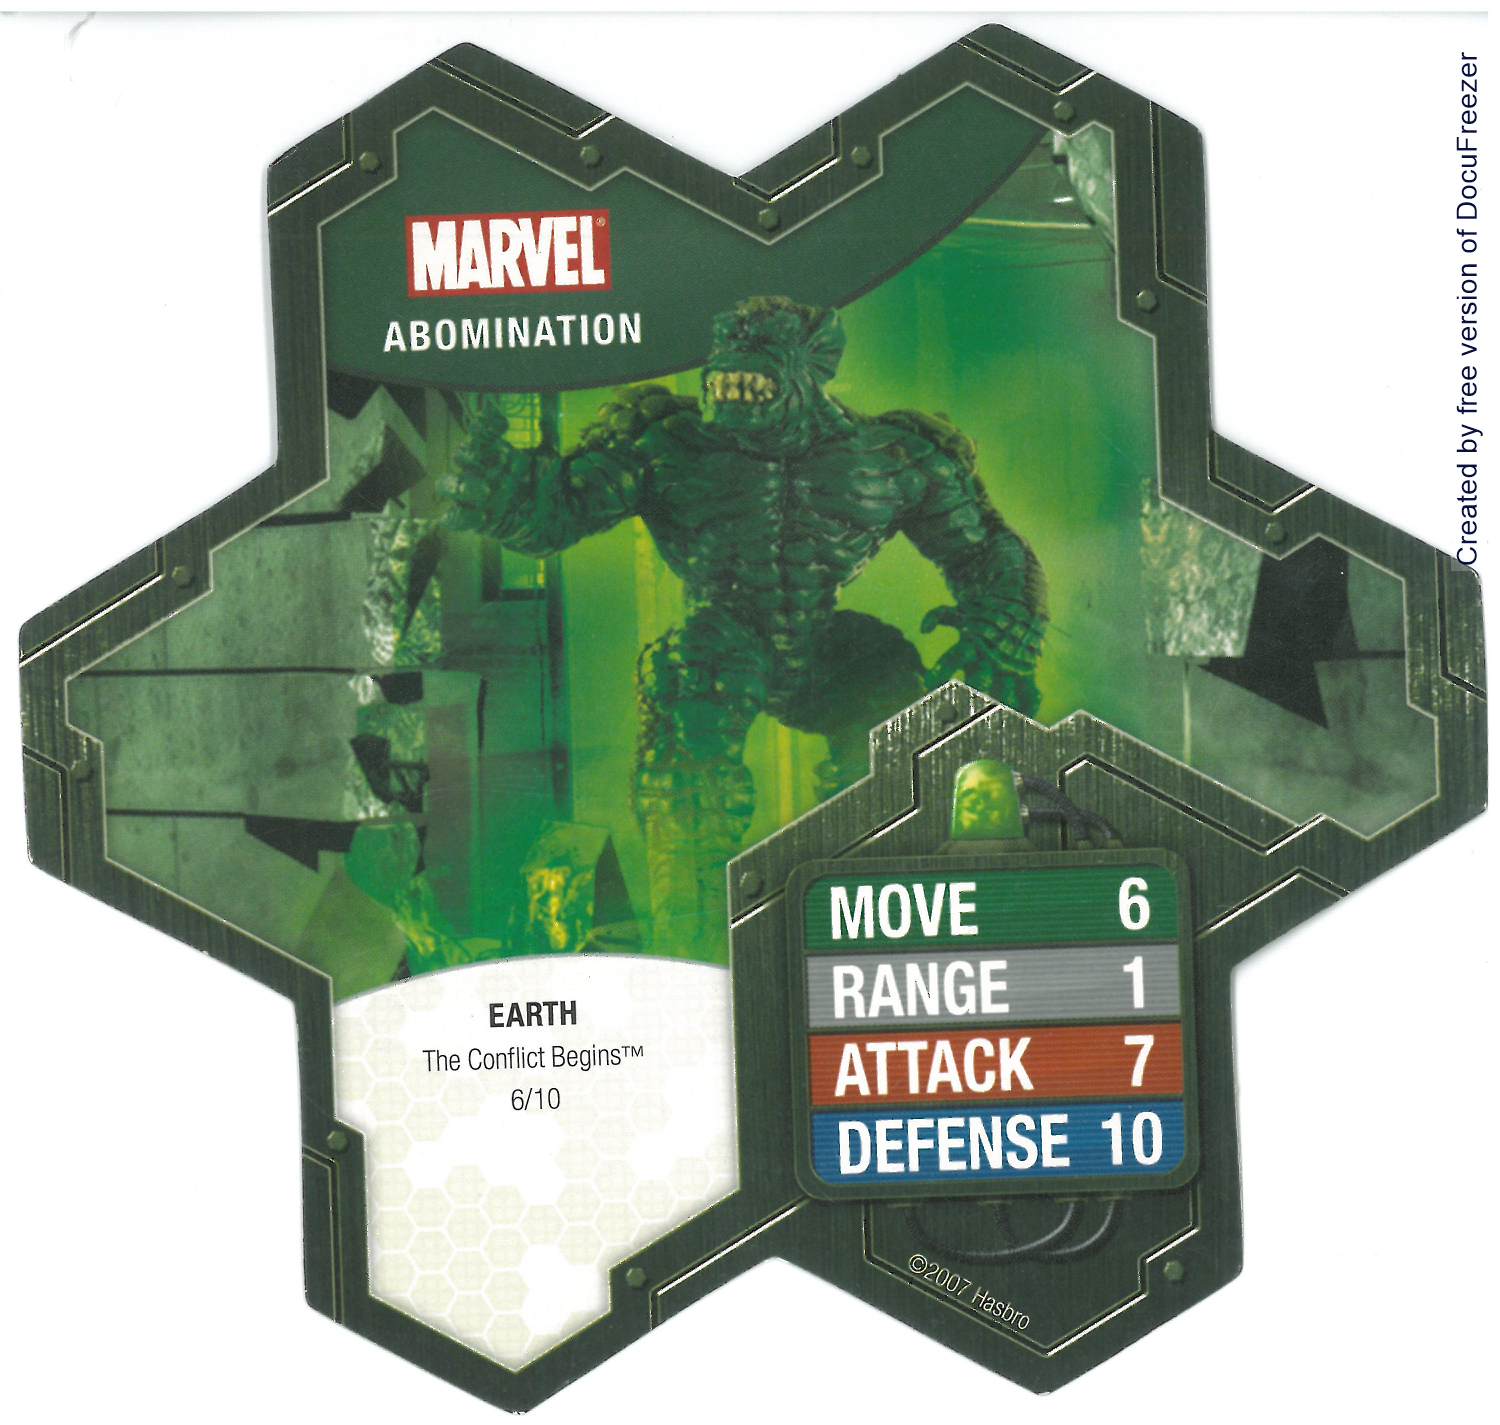 MARVEL®
ABOMINATION
MOVE 6
RANGE 1
ATTACK 7
DEFENSE 10
EARTH
The Conflict Begins™
6/10
©2007 Hasbro
Created by free version of DocuFreezer